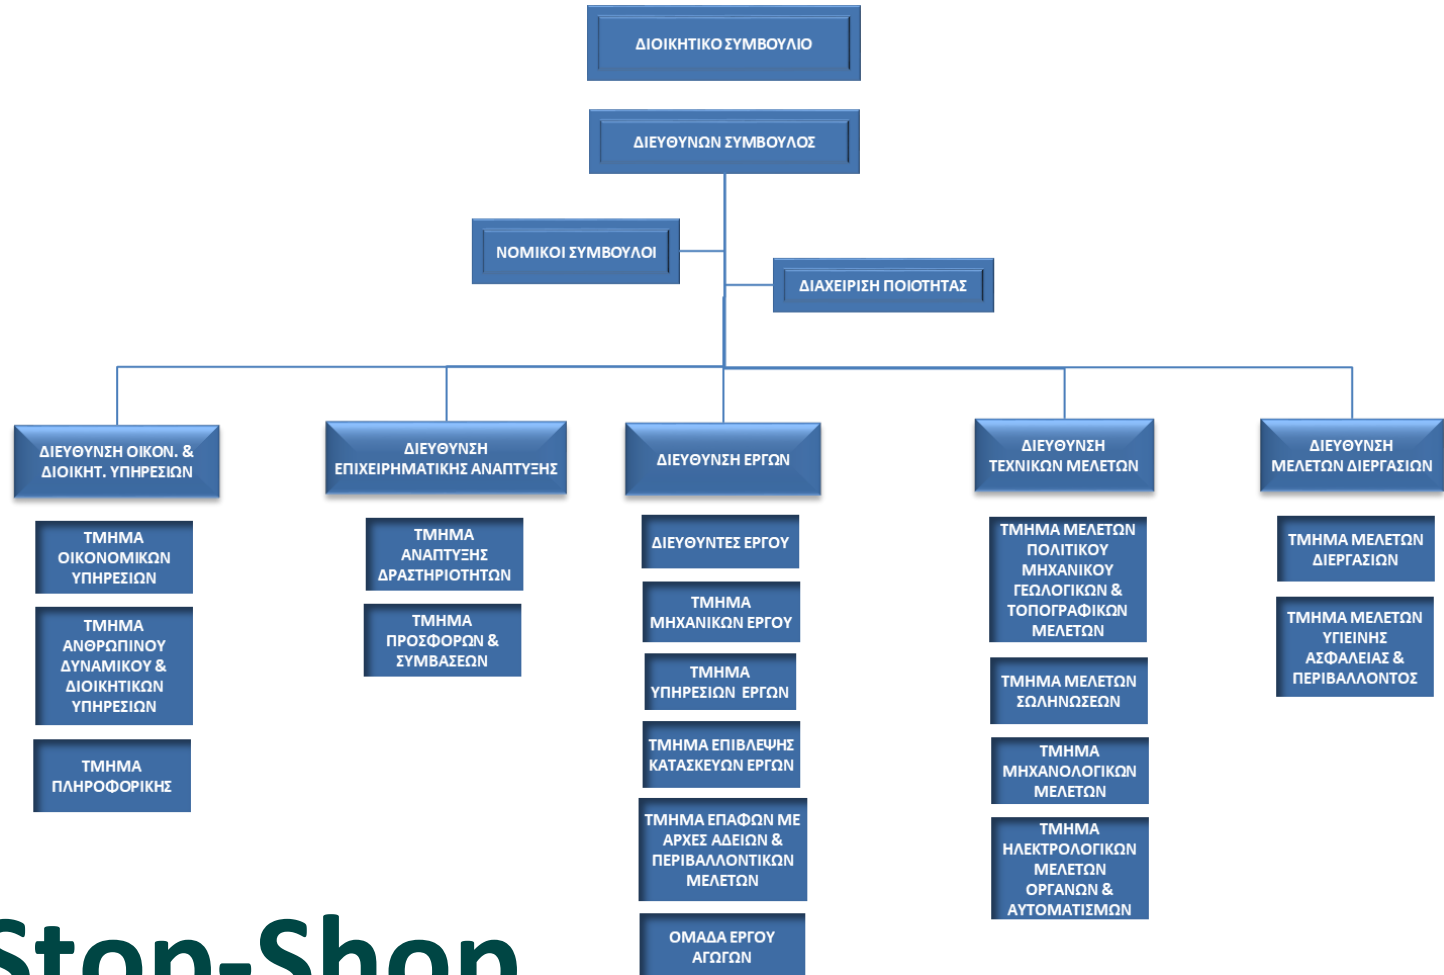 ΔΙΟΙΚΗΤΙΚΟ ΣΥΜΒΟΥΛΙΟ
ΔΙΕΥΘΥΝΩΝ ΣΥΜΒΟΥΛΟΣ
ΝΟΜΙΚΟΙ ΣΥΜΒΟΥΛΟΙ
ΔΙΑΧΕΙΡΙΣΗ ΠΟΙΟΤΗΤΑΣ
ΔΙΕΥΘΥΝΣΗ ΟΙΚΟΝ. &
ΔΙΟΙΚΗΤ. ΥΠΗΡΕΣΙΩΝ
ΤΜΗΜΑ
ΟΙΚΟΝΟΜΙΚΩΝ
ΥΠΗΡΕΣΙΩΝ
ΤΜΗΜΑ
ΑΝΘΡΩΠΙΝΟΥ
ΔΥΝΑΜΙΚΟΥ &
ΔΙΟΙΚΗΤΙΚΩΝ
ΥΠΗΡΕΣΙΩΝ
ΤΜΗΜΑ
ΠΛΗΡΟΦΟΡΙΚΗΣ
ΔΙΕΥΘΥΝΣΗ
ΕΠΙΧΕΙΡΗΜΑΤΙΚΗΣ ΑΝΑΠΤΥΞΗΣ
ΤΜΗΜΑ
ΑΝΑΠΤΥΞΗΣ
ΔΡΑΣΤΗΡΙΟΤΗΤΩΝ
ΤΜΗΜΑ
ΠΡΟΣΦΟΡΩΝ &
ΣΥΜΒΑΣΕΩΝ
ΔΙΕΥΘΥΝΣΗ ΕΡΓΩΝ
ΔΙΕΥΘΥΝΤΕΣ ΕΡΓΟΥ
ΤΜΗΜΑ
ΜΗΧΑΝΙΚΩΝ ΕΡΓΟΥ
ΤΜΗΜΑ
ΥΠΗΡΕΣΙΩΝ ΕΡΓΩΝ
ΤΜΗΜΑ ΕΠΙΒΛΕΨΗΣ
ΚΑΤΑΣΚΕΥΩΝ ΕΡΓΩΝ
ΤΜΗΜΑ ΕΠΑΦΩΝ ΜΕ
ΑΡΧΕΣ ΑΔΕΙΩΝ &
ΠΕΡΙΒΑΛΛΟΝΤΙΚΩΝ
ΜΕΛΕΤΩΝ
ΟΜΑΔΑ ΕΡΓΟΥ
ΑΓΩΓΩΝ
ΔΙΕΥΘΥΝΣΗ
ΤΕΧΝΙΚΩΝ ΜΕΛΕΤΩΝ
ΤΜΗΜΑ ΜΕΛΕΤΩΝ
ΠΟΛΙΤΙΚΟΥ
ΜΗΧΑΝΙΚΟΥ
ΓΕΩΛΟΓΙΚΩΝ &
ΤΟΠΟΓΡΑΦΙΚΩΝ
ΜΕΛΕΤΩΝ
ΤΜΗΜΑ ΜΕΛΕΤΩΝ
ΣΩΛΗΝΩΣΕΩΝ
ΤΜΗΜΑ
ΜΗΧΑΝΟΛΟΓΙΚΩΝ
ΜΕΛΕΤΩΝ
ΤΜΗΜΑ
ΗΛΕΚΤΡΟΛΟΓΙΚΩΝ
ΜΕΛΕΤΩΝ
ΟΡΓΑΝΩΝ &
ΑΥΤΟΜΑΤΙΣΜΩΝ
ΔΙΕΥΘΥΝΣΗ
ΜΕΛΕΤΩΝ ΔΙΕΡΓΑΣΙΩΝ
ΤΜΗΜΑ ΜΕΛΕΤΩΝ
ΔΙΕΡΓΑΣΙΩΝ
ΤΜΗΜΑ ΜΕΛΕΤΩΝ
ΥΓΙΕΙΝΗΣ
ΑΣΦΑΛΕΙΑΣ &
ΠΕΡΙΒΑΛΛΟΝΤΟΣ
Stop-Shop